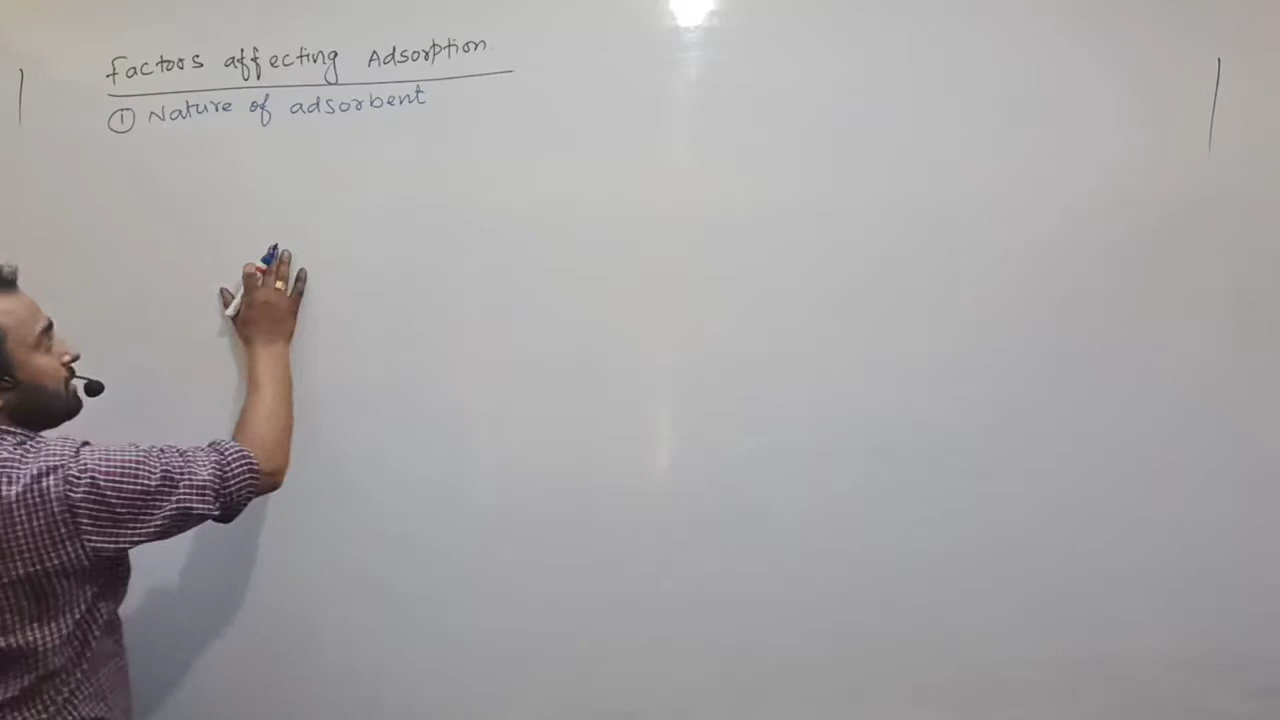 Factors affecting Adsorption.
① Nature of adsorbent